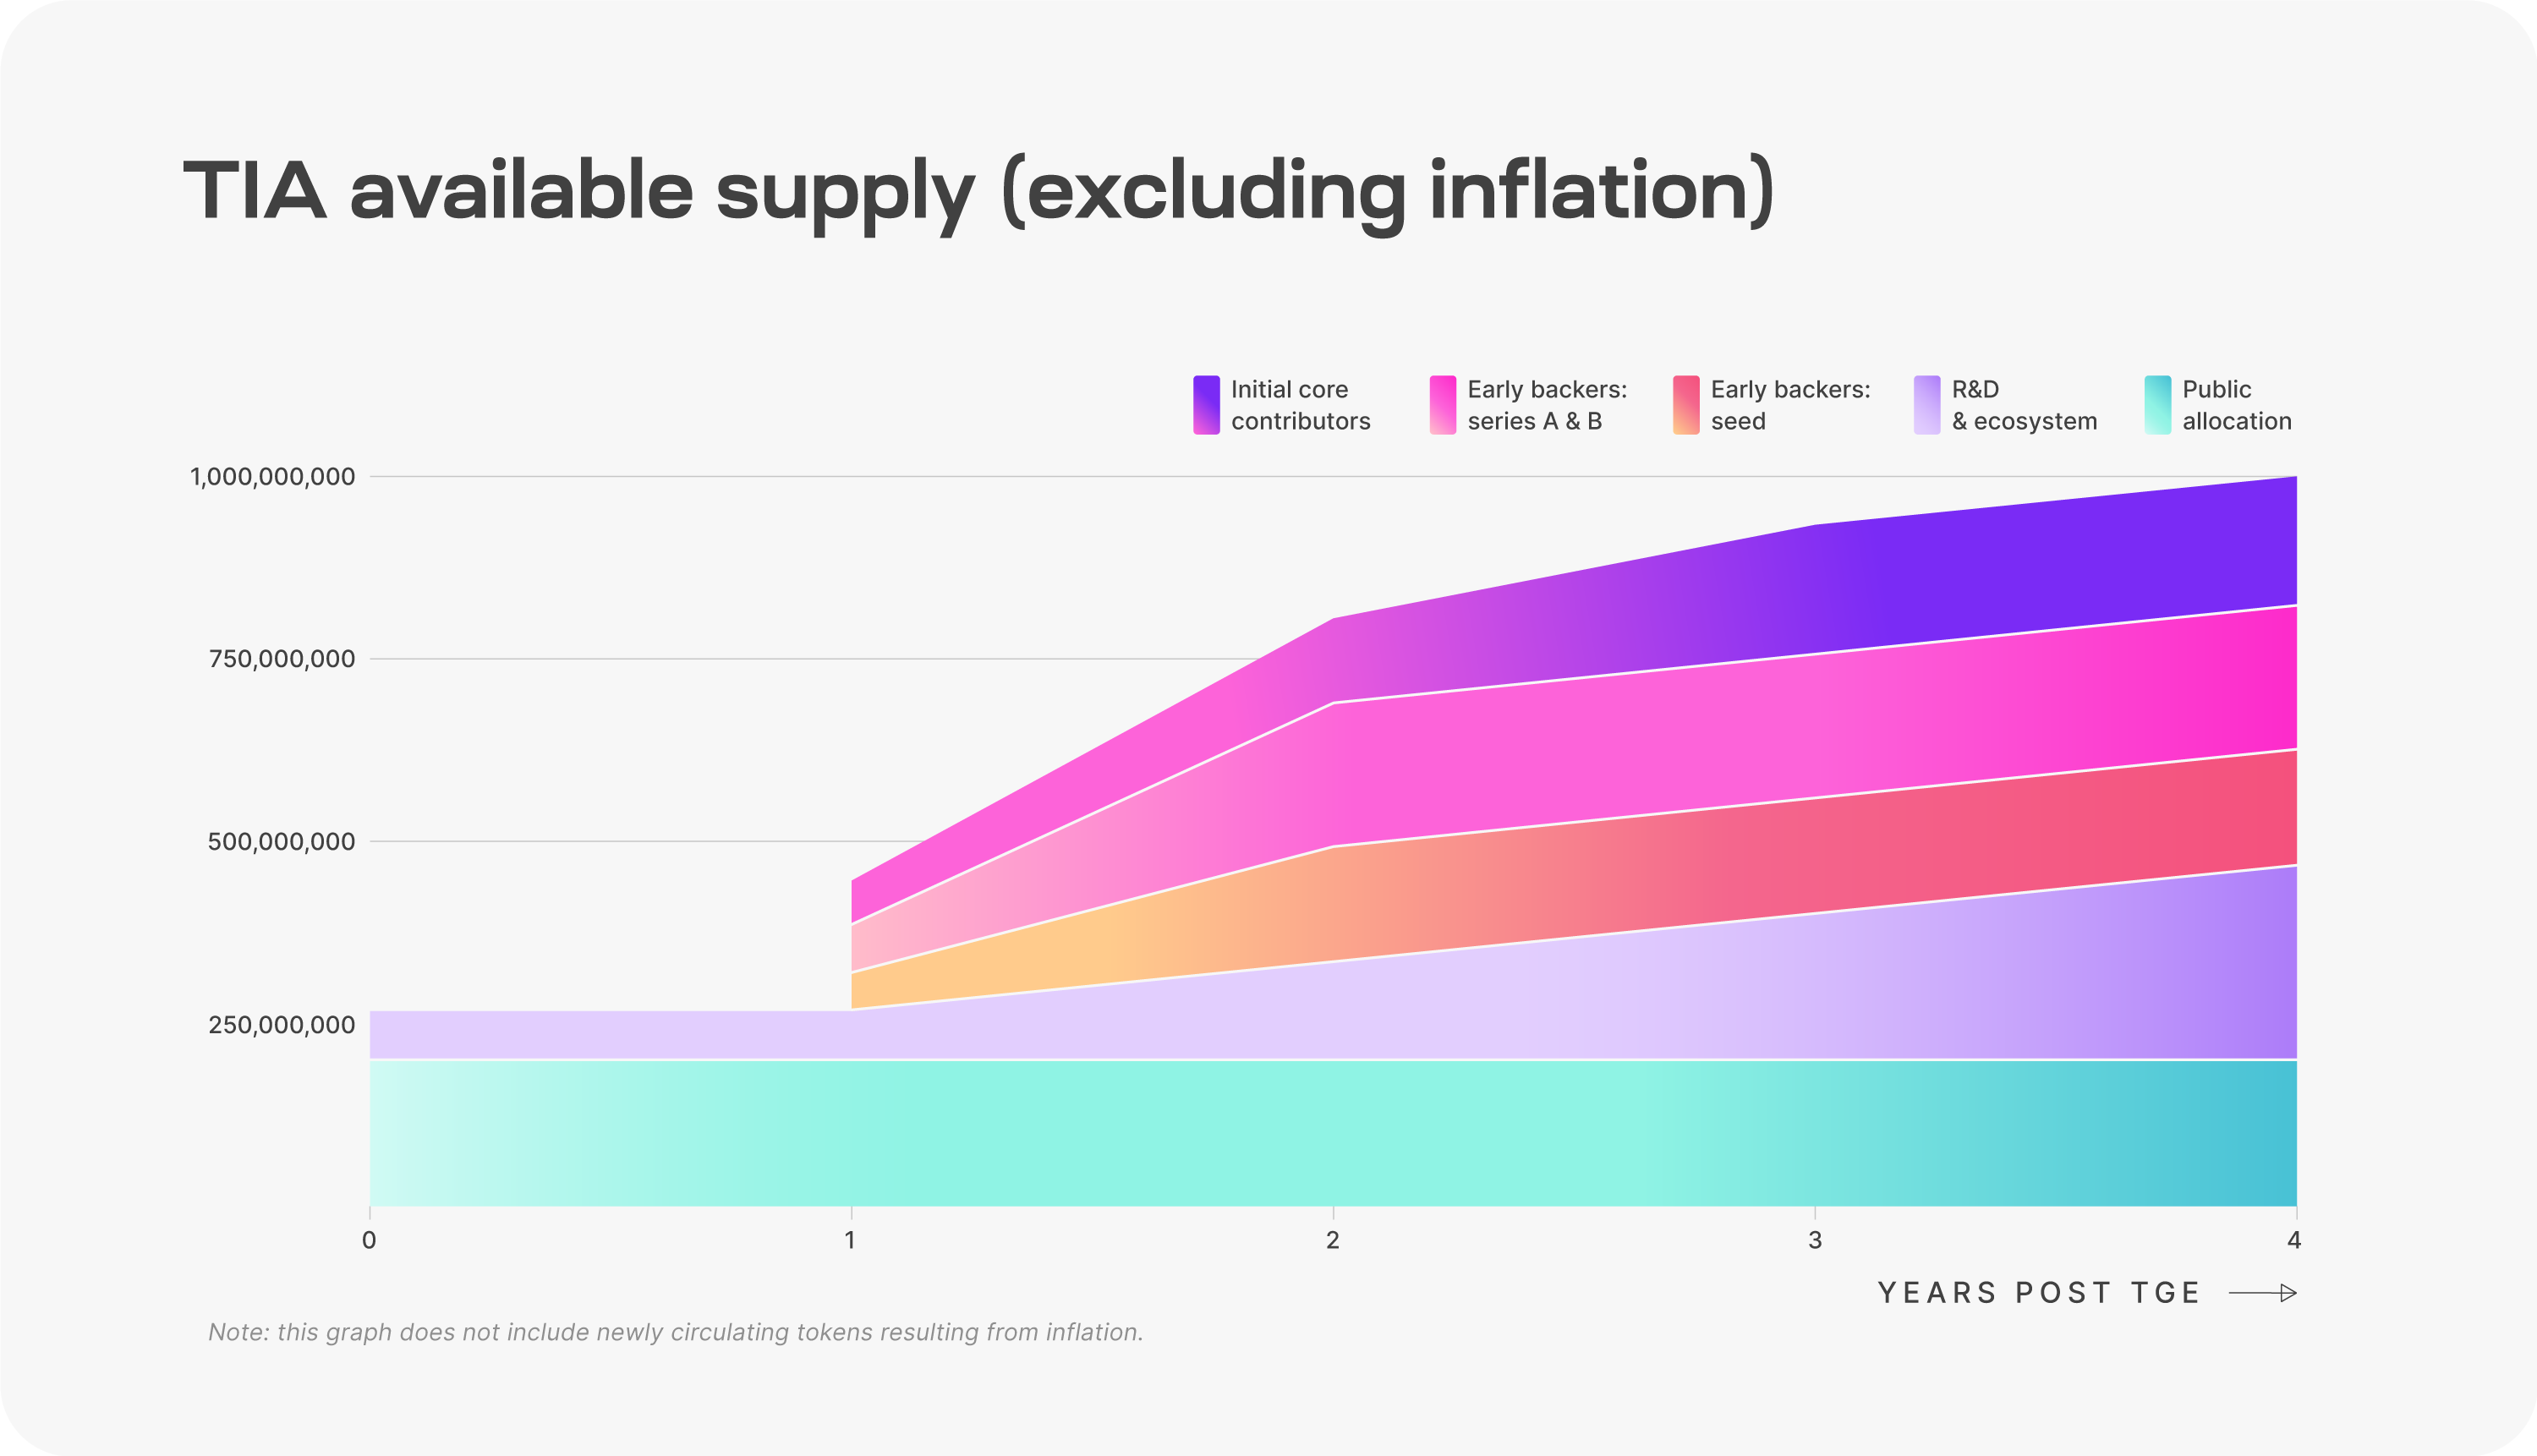 TIA available supply (excluding inflation)
Initial core
contributors
Early backers:
series A & B
Early backers:
seed
R&D
& ecosystem
Public
allocation
1,000,000,000
750,000,000
500,000,000
250,000,000
0 1 2 3 4
YEARS POST TGE
Note: this graph does not include newly circulating tokens resulting from inflation.